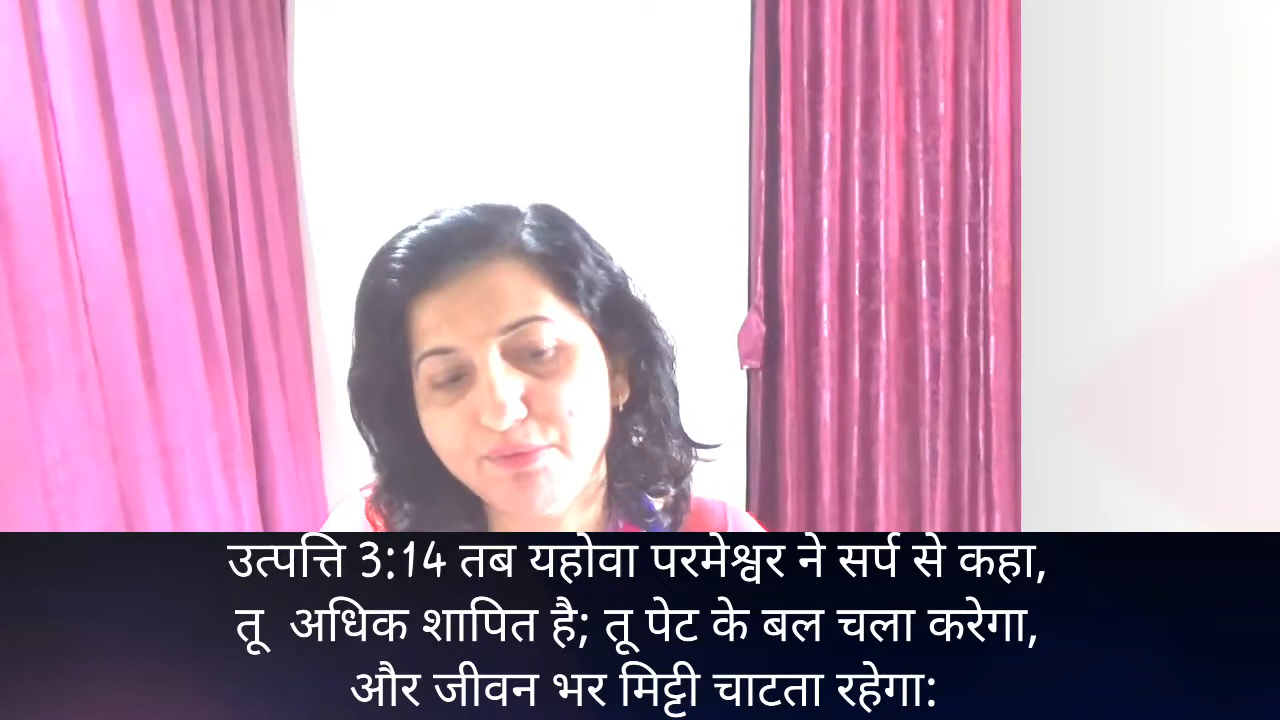 उत्पत्ति 3:14 तब यहोवा परमेश्वर ने सर्प से कहा,
तू  अधिक शापित है; तू पेट के बल चला करेगा,
और जीवन भर मिट्टी चाटता रहेगा: